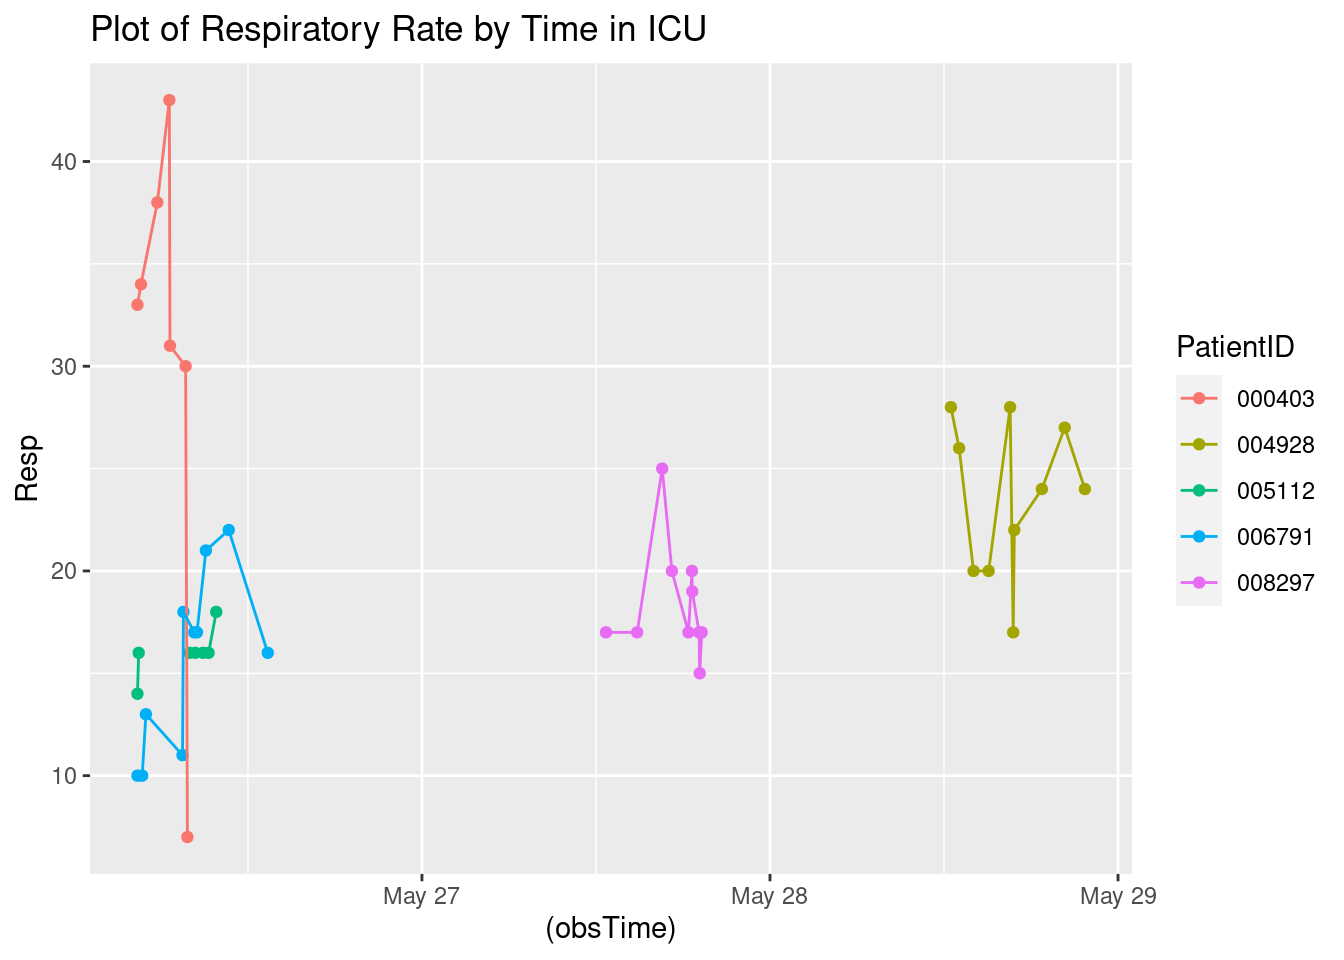 Plot of Respiratory Rate by Time in ICU
40
30
20
10
Resp
May 27
May 28
May 29
(obsTime)
PatientID
000403
004928
005112
006791
008297